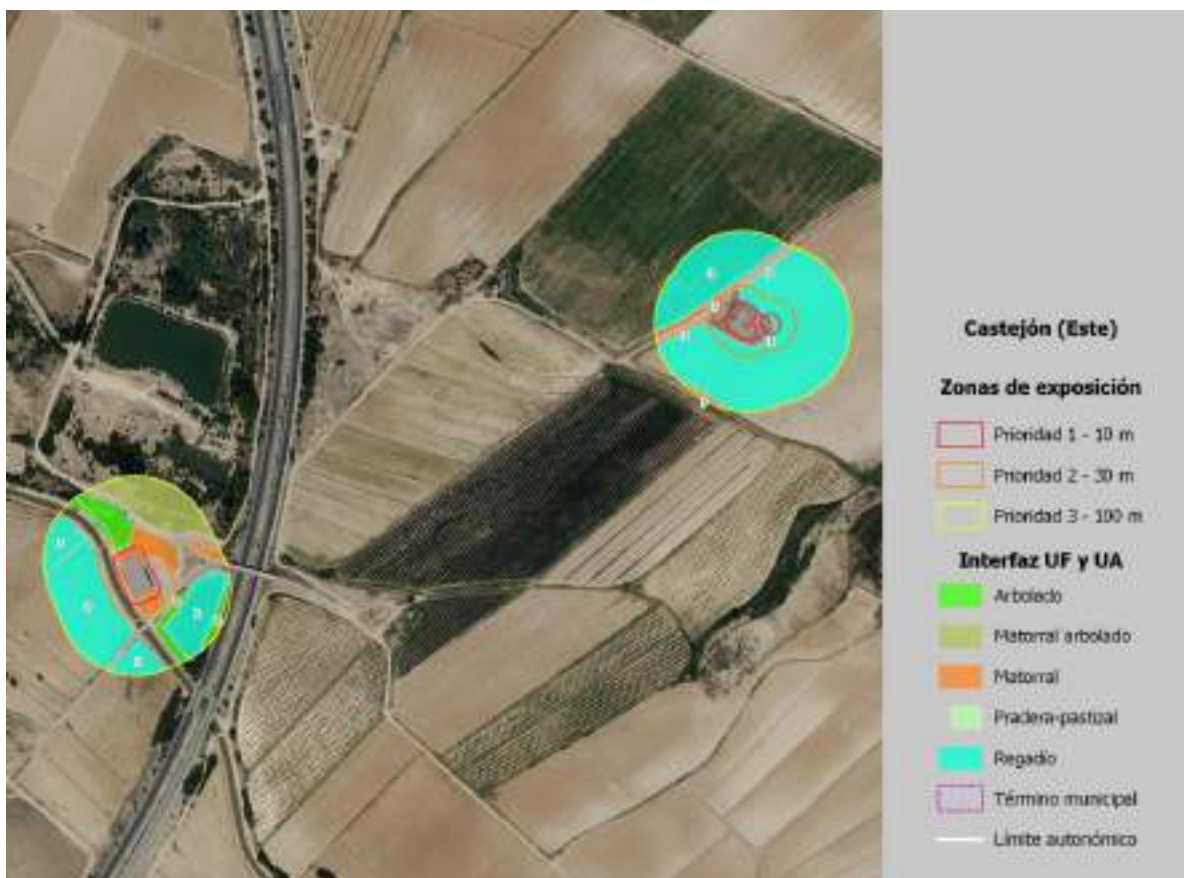 Castejón (Este)
Zonas de exposición
Prioridad 1 - 10 m
Prioridad 2 - 30 m
Prioridad 3 - 100 m
Interfaz UF y UA
Arbolado
Matorral arbolado
Matorral
Pradera-pastizal
Regadío
Término municipal
Límite autonómico